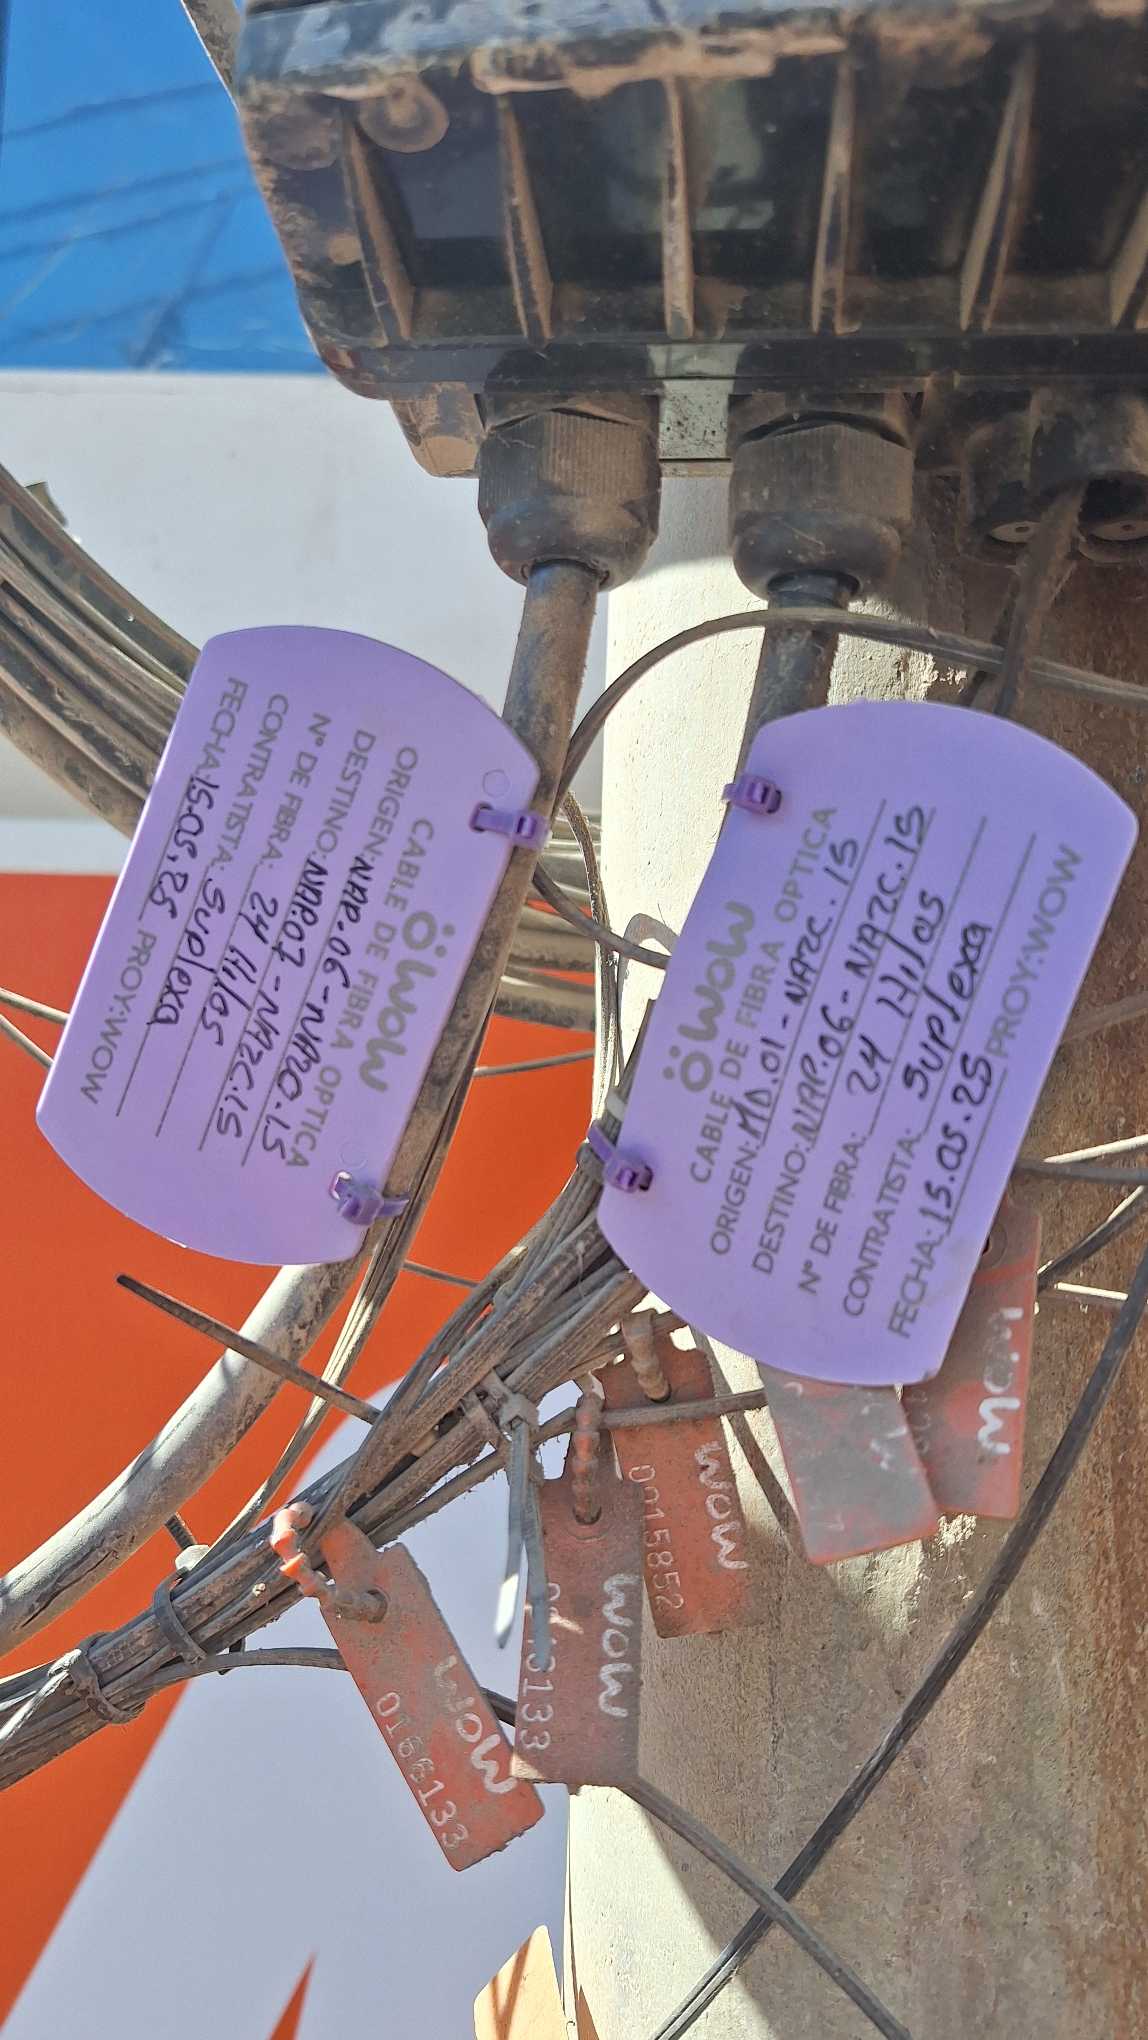 WOW
CABLE DE FIBRA OPTICA
ORIGEN: NAP.06-NARO.15
DESTINO: NAP.07-NAZC.15
N° DE FIBRA: 24 Hilos
CONTRATISTA: Suplexa
FECHA: 15.05.25 PROY:WOW
WOW
CABLE DE FIBRA OPTICA
ORIGEN: MD.01-NAZC.15
DESTINO: NAP.06-NAZC.15
N° DE FIBRA: 24 Hilos
CONTRATISTA: Suplexa
FECHA: 15.05.25 PROY:WOW
WOW
WOW
0015852
WOW
WOW
0166133